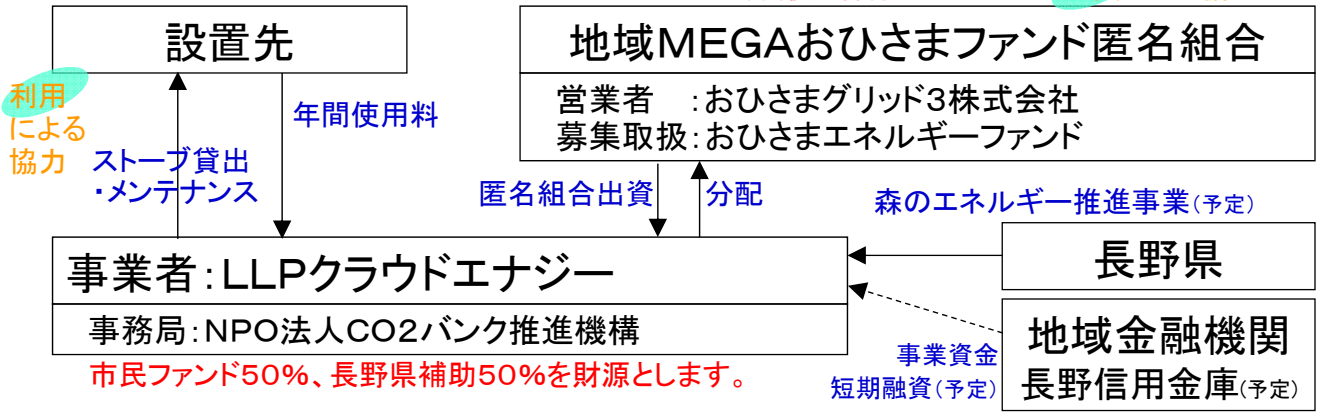 設置先
地域MEGAおひさまファンド匿名組合
営業者　：おひさまグリッド3株式会社
募集取扱：おひさまエネルギーファンド
利用
による
協力
年間使用料
ストーブ貸出
・メンテナンス
匿名組合出資
分配
森のエネルギー推進事業(予定)
事業者：LLPクラウドエナジー
長野県
事務局：NPO法人CO2バンク推進機構
地域金融機関
長野信用金庫(予定)
事業資金
短期融資(予定)
市民ファンド50%、長野県補助50%を財源とします。